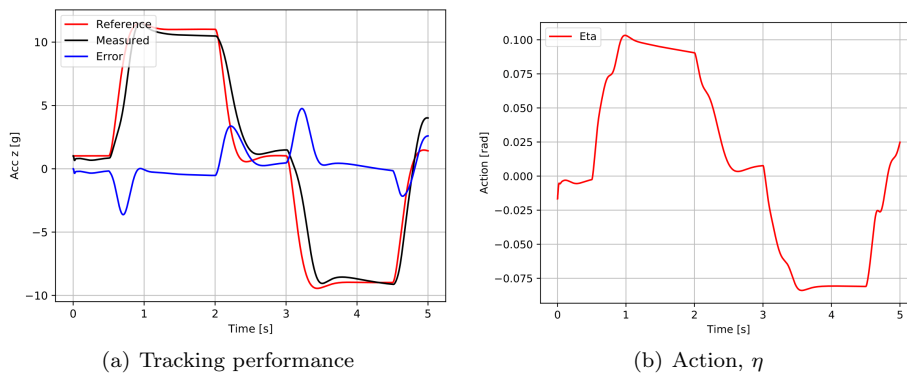 Reference
Measured
Error
10
5
0
−5
−10
Acc z [g]
0 1 2 3 4 5
Time [s]
(a) Tracking performance
Eta
0.100
0.075
0.050
0.025
0.000
−0.025
−0.050
−0.075
Action [rad]
0 1 2 3 4 5
Time [s]
(b) Action, η